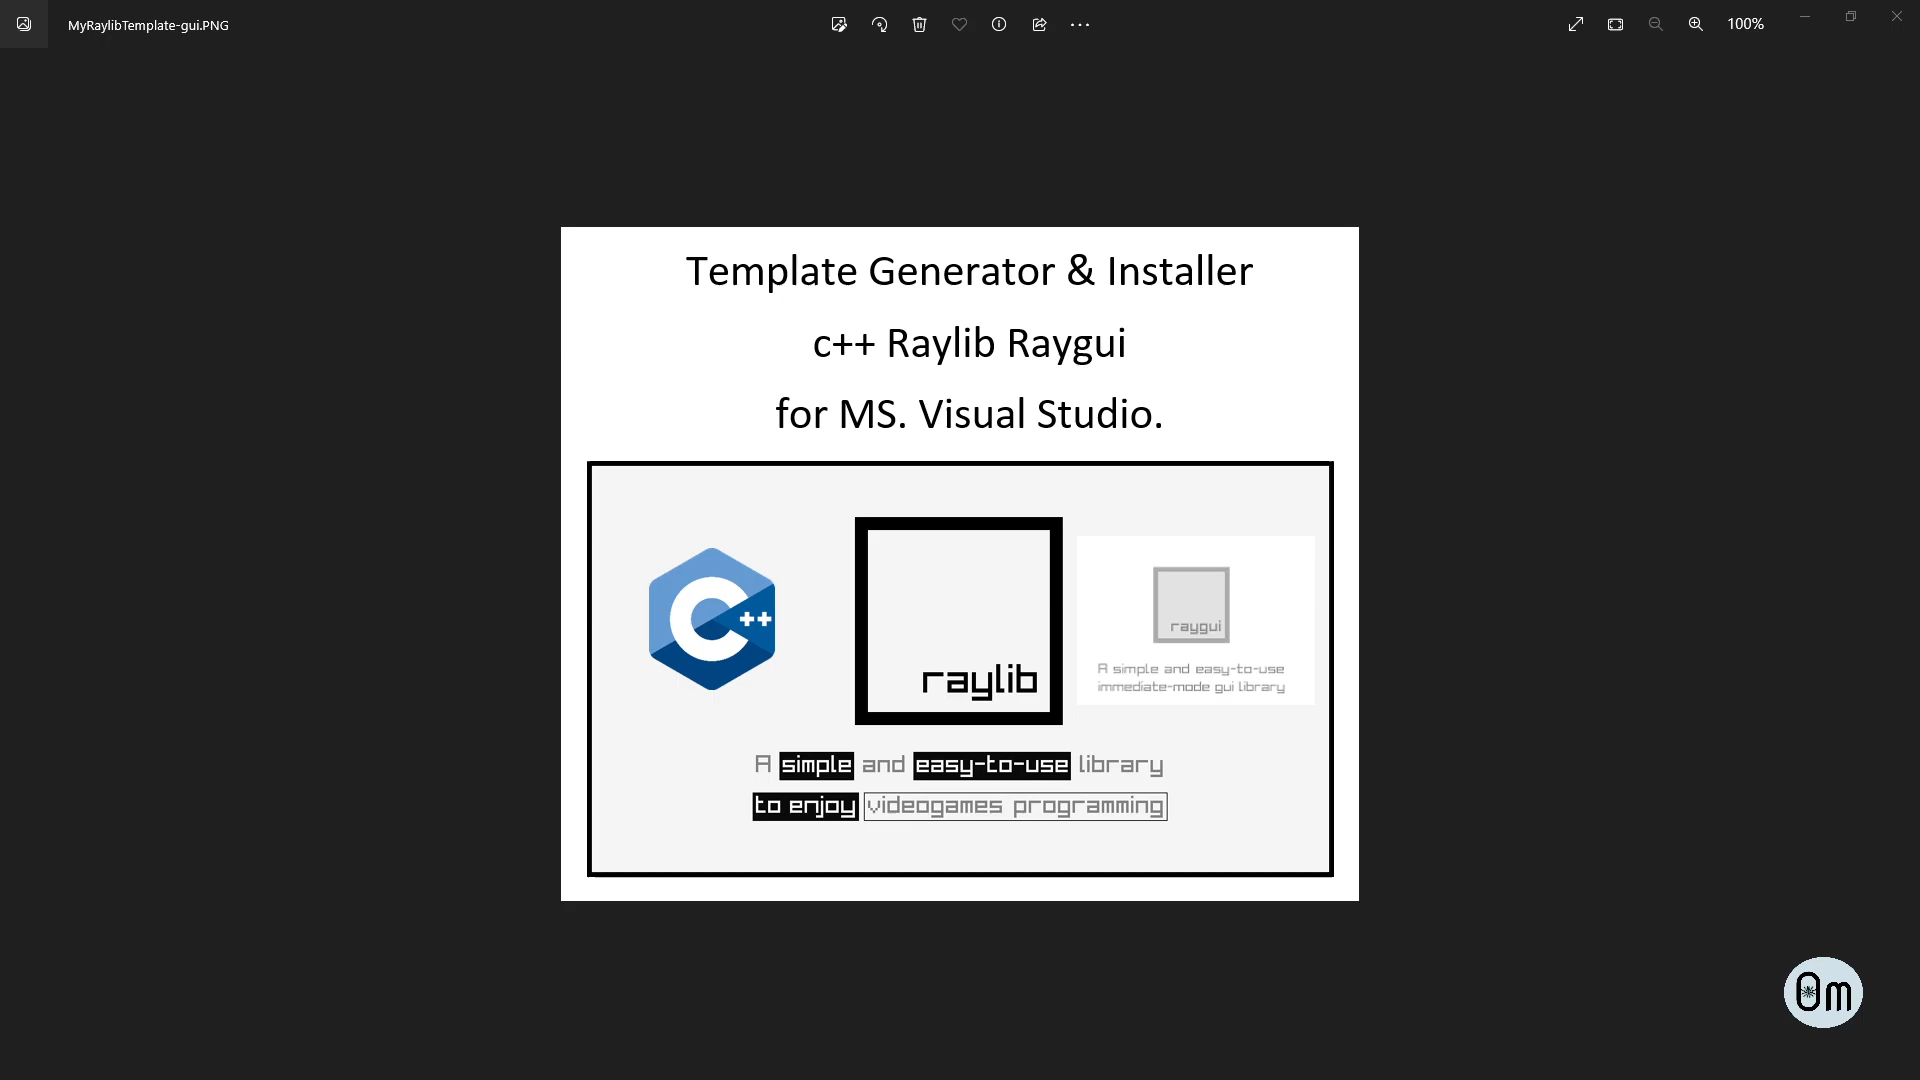 MyRaylibTemplate-gui.PNG
100%
Template Generator & Installer
c++ Raylib Raygui
for MS. Visual Studio.
C++
raylib
raygui
A simple and easy-to-use
immediate-mode gui library
A simple and easy-to-use library
to enjoy videogames programming
0m